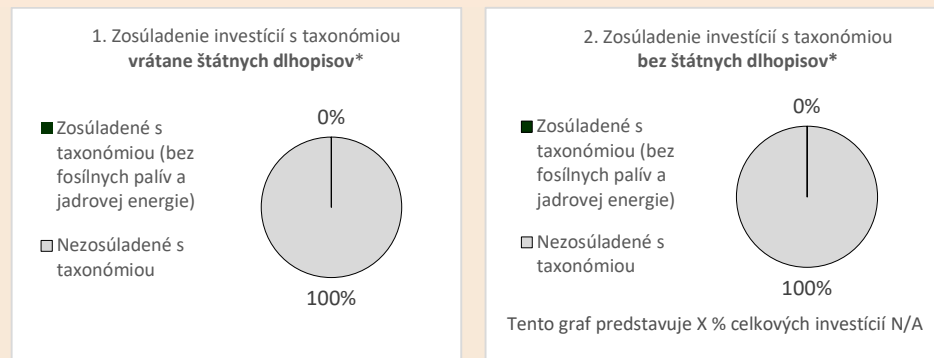 1. Zosúladenie investícií s taxonómiou
vrátane štátnych dlhopisov*
Zosúladené s
taxonómiou (bez
fosílnych palív a
jadrovej energie)
Nezosúladené s
taxonómiou
0%
100%
2. Zosúladenie investícií s taxonómiou
bez štátnych dlhopisov*
Zosúladené s
taxonómiou (bez
fosílnych palív a
jadrovej energie)
Nezosúladené s
taxonómiou
0%
100%
Tento graf predstavuje X % celkových investícií N/A